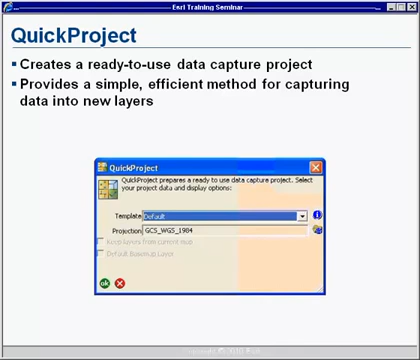 Esri Training Seminar
QuickProject
Creates a ready-to-use data capture project
Provides a simple, efficient method for capturing
data into new layers
QuickProject
QuickProject prepares a ready to use data capture project. Select
your project data and display options:
Template Default
Projection GCS_WGS_1984
Keep layers from current map
Default Basemap Layer
ok